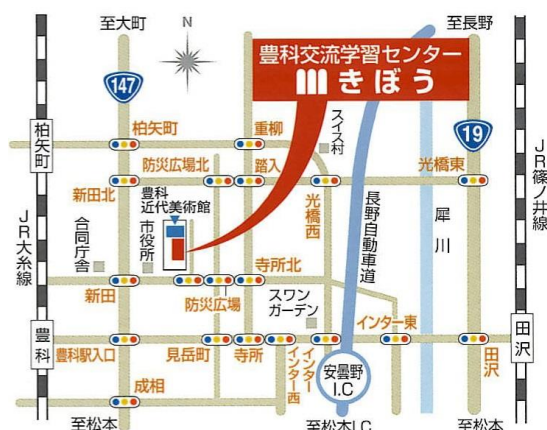 至大町
N
至長野
豊科交流学習センター
きぼう
147
19
柏矢町
柏矢町
重柳
スイス村
JR篠ノ井線
防災広場北
踏入
光橋東
新田北
豊科
近代美術館
光橋西
長野自動車道
犀川
合同庁舎
市役所
JR大糸線
寺所北
新田
防災広場
スワン
ガーデン
インター東
豊科
田沢
豊科駅入口
見岳町
寺所
インター西
インター
田沢
安曇野
I.C
成相
至松本
至松本I.C
至松本